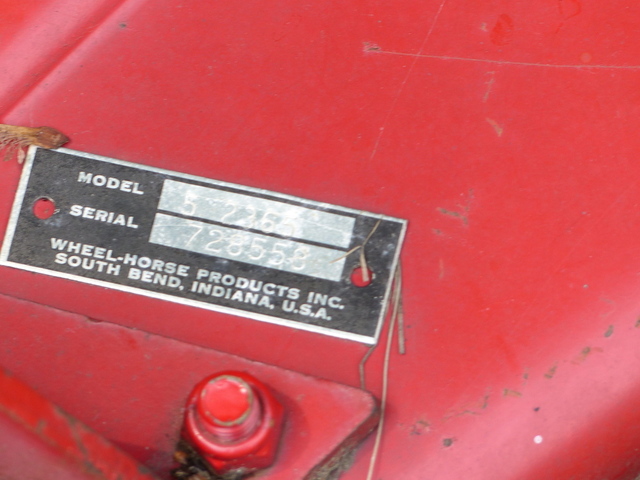 MODEL
SERIAL 728558
WHEEL-HORSE PRODUCTS INC.
SOUTH BEND, INDIANA, U.S.A.